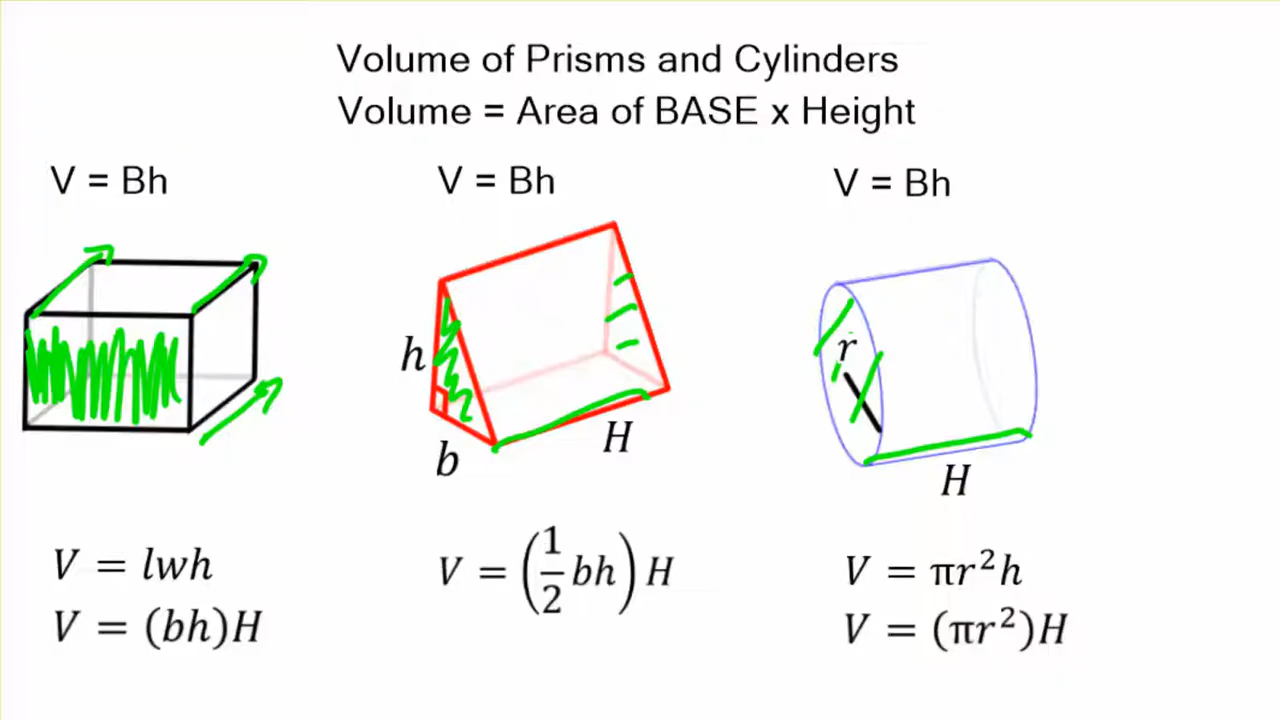 Volume of Prisms and Cylinders
Volume = Area of BASE x Height
V = Bh
V = Bh
V = Bh
h
b
H
r
H
V = lwh
V = (bh)H
V = (1/2 bh) H
V = πr²h
V = (πr²)H